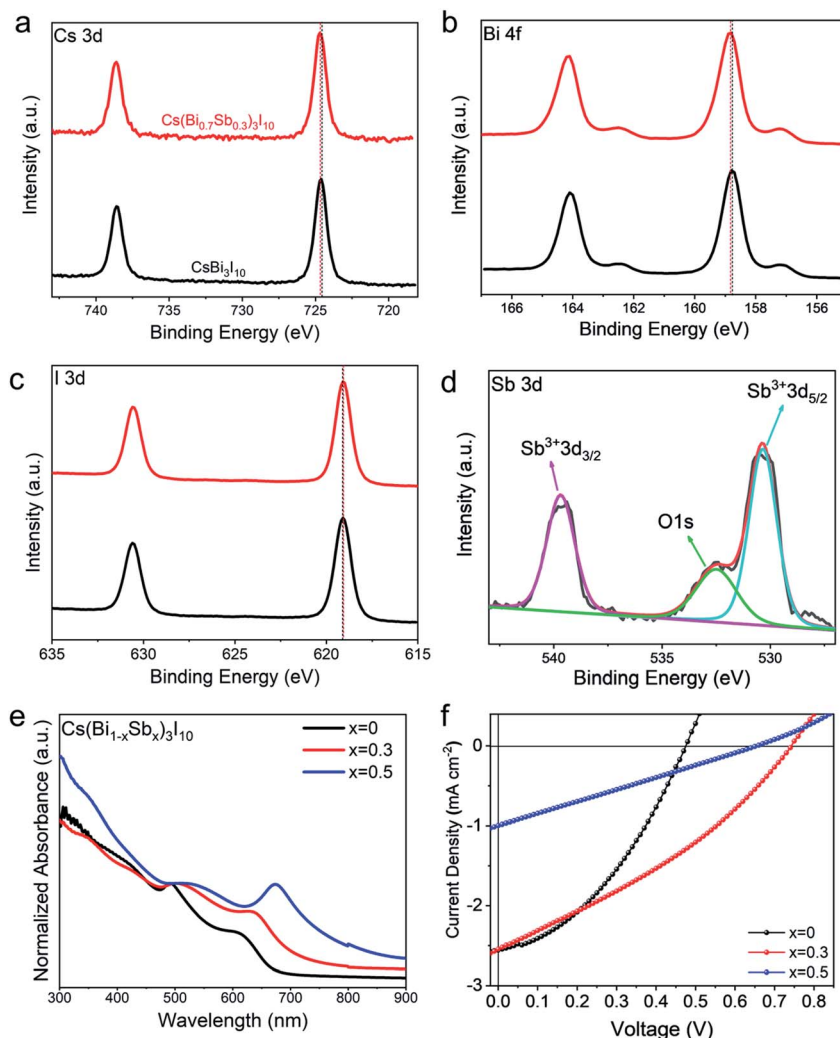 a
Cs 3d
Cs(Bi₀.₇Sb₀.₃)₃I₁₀
CsBi₃I₁₀
Intensity (a.u.)
740 735 730 725 720
Binding Energy (eV)
b
Bi 4f
Intensity (a.u.)
166 164 162 160 158 156
Binding Energy (eV)
c
I 3d
Intensity (a.u.)
635 630 625 620 615
Binding Energy (eV)
d
Sb 3d
Sb³⁺3d₅/₂
Sb³⁺3d₃/₂
O1s
Intensity (a.u.)
540 535 530
Binding Energy (eV)
e
Cs(Bi₁₋ₓSbₓ)₃I₁₀
x=0
x=0.3
x=0.5
Normalized Absorbance (a.u.)
300 400 500 600 700 800 900
Wavelength (nm)
f
0
-1
-2
-3
Current Density (mA cm⁻²)
x=0
x=0.3
x=0.5
0.0 0.1 0.2 0.3 0.4 0.5 0.6 0.7 0.8
Voltage (V)